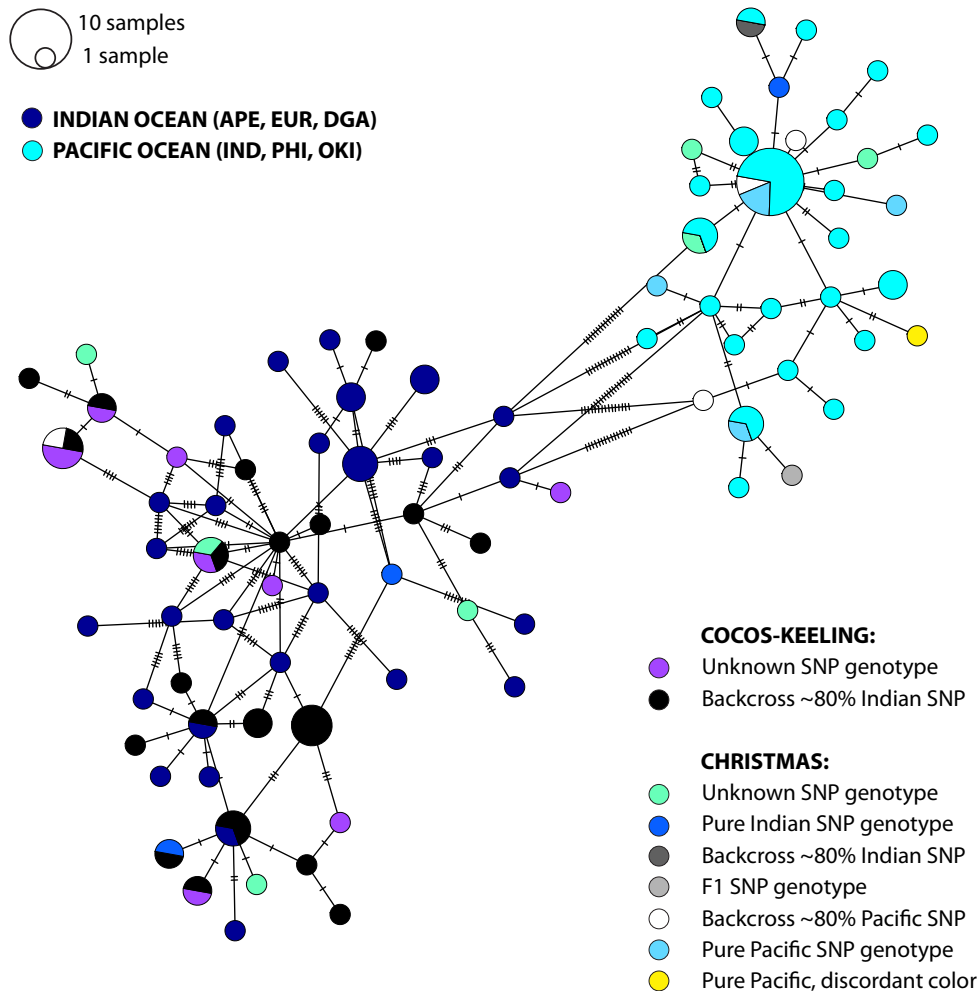 10 samples
1 sample
INDIAN OCEAN (APE, EUR, DGA)
PACIFIC OCEAN (IND, PHI, OKI)
COCOS-KEELING:
Unknown SNP genotype
Backcross ~80% Indian SNP
CHRISTMAS:
Unknown SNP genotype
Pure Indian SNP genotype
Backcross ~80% Indian SNP
F1 SNP genotype
Backcross ~80% Pacific SNP
Pure Pacific SNP genotype
Pure Pacific, discordant color